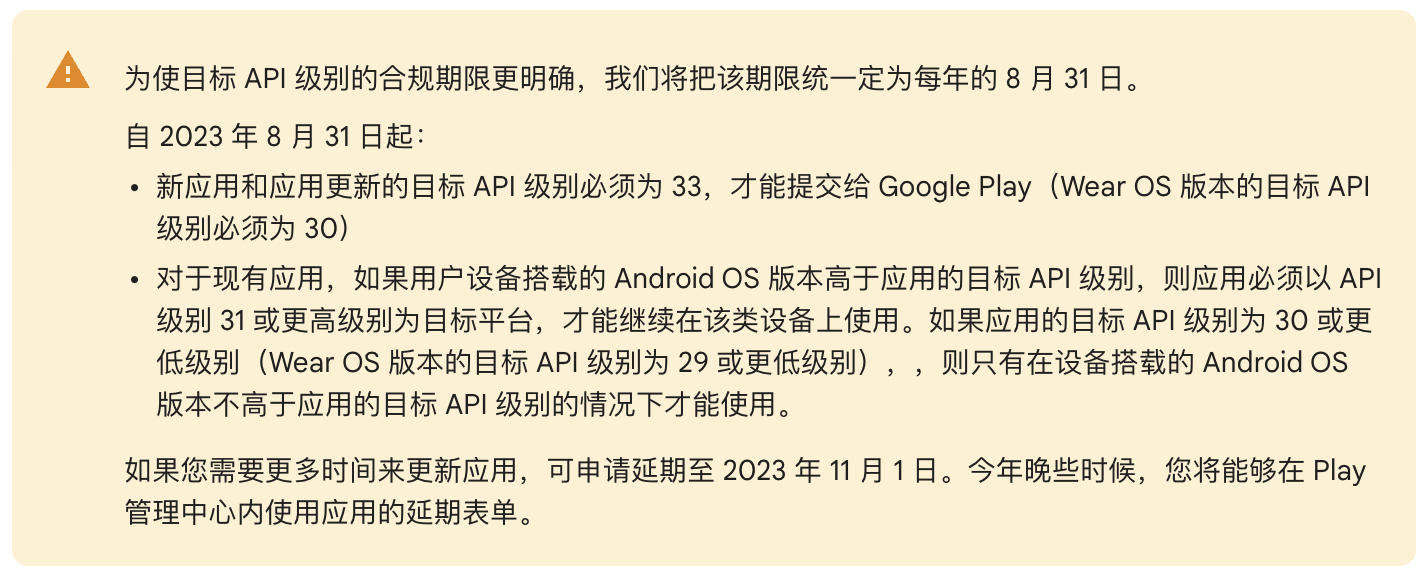 为使目标 API 级别的合规期限更明确，我们将把该期限统一定为每年的 8 月 31 日。
自 2023 年 8 月 31 日起：
• 新应用和应用更新的目标 API 级别必须为 33，才能提交给 Google Play（Wear OS 版本的目标 API
级别必须为 30）
• 对于现有应用，如果用户设备搭载的 Android OS 版本高于应用的目标 API 级别，则应用必须以 API
级别 31 或更高级别为目标平台，才能继续在该类设备上使用。如果应用的目标 API 级别为 30 或更
低级别（Wear OS 版本的目标 API 级别为 29 或更低级别），，则只有在设备搭载的 Android OS
版本不高于应用的目标 API 级别的情况下才能使用。
如果您需要更多时间来更新应用，可申请延期至 2023 年 11 月 1 日。今年晚些时候，您将能够在 Play
管理中心内使用应用的延期表单。